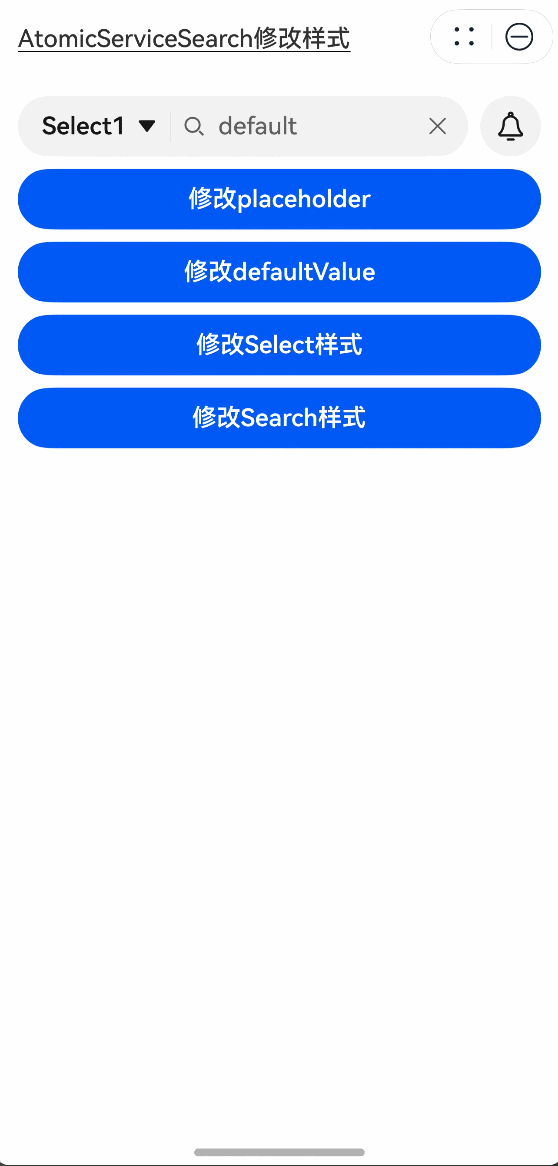 AtomicServiceSearch修改样式
Select1 default
修改placeholder
修改defaultValue
修改Select样式
修改Search样式